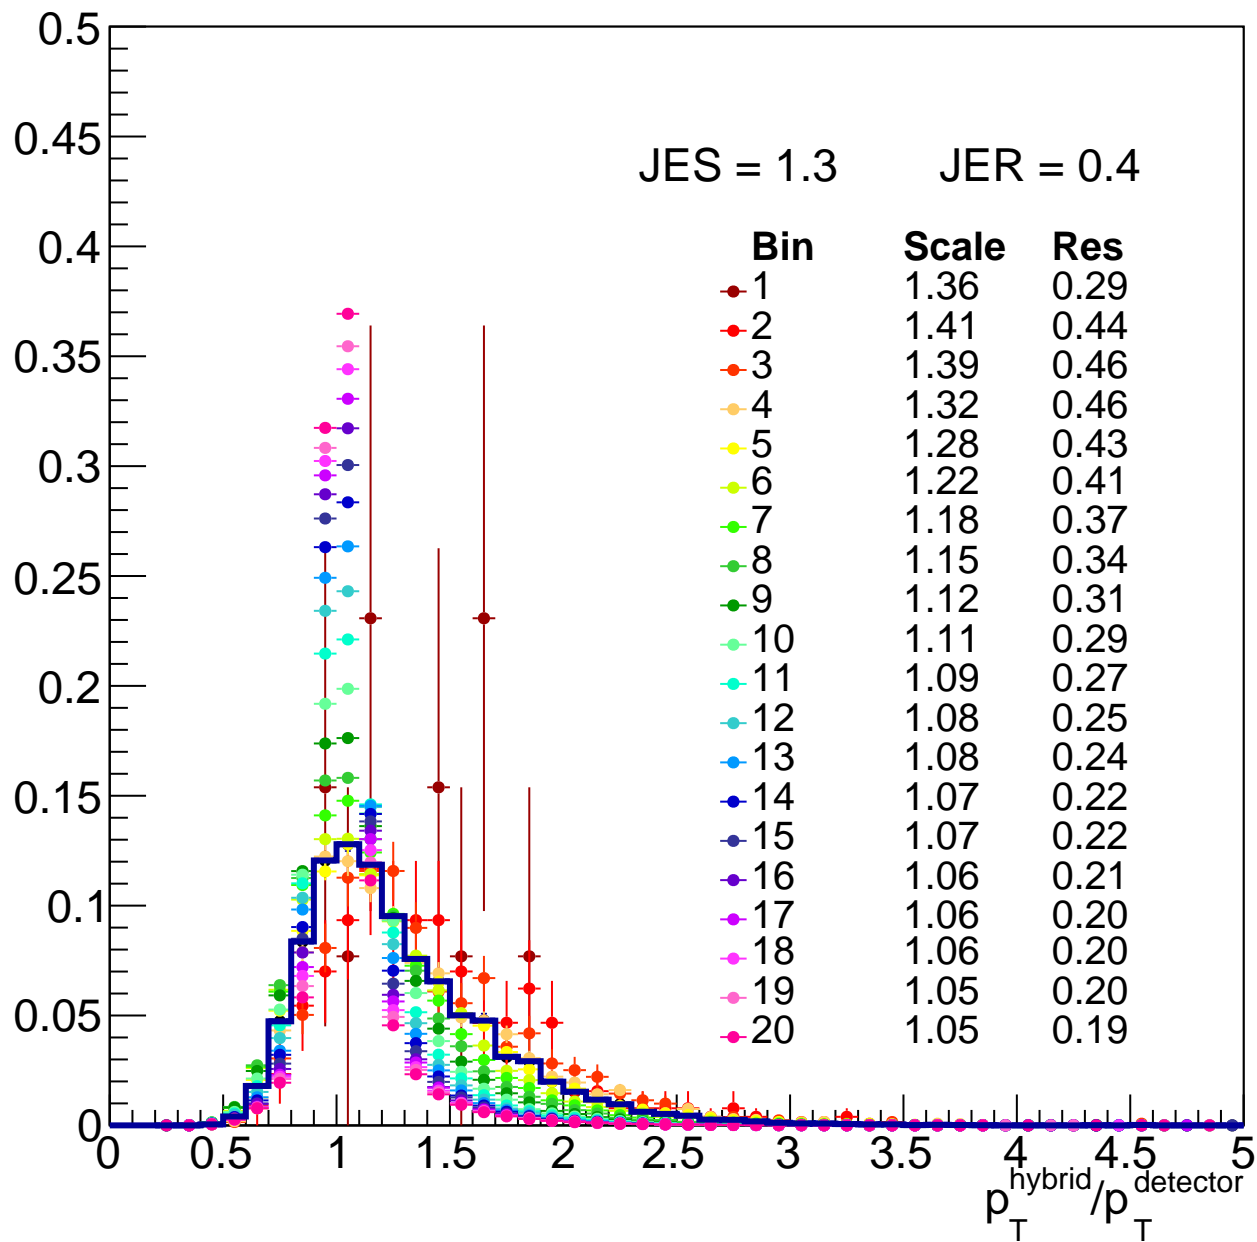 0.5
0.45
JES = 1.3 JER = 0.4
0.4
Bin Scale Res
1 1.36 0.29
2 1.41 0.44
0.35
3 1.39 0.46
4 1.32 0.46
0.3
5 1.28 0.43
6 1.22 0.41
7 1.18 0.37
0.25
8 1.15 0.34
9 1.12 0.31
10 1.11 0.29
0.2
11 1.09 0.27
12 1.08 0.25
13 1.08 0.24
0.15
14 1.07 0.22
15 1.07 0.22
16 1.06 0.21
0.1
17 1.06 0.20
18 1.06 0.20
19 1.05 0.20
0.05
20 1.05 0.19
0
0 0.5 1 1.5 2 2.5 3 3.5 4 4.5 5
p_T^hybrid/p_T^detector